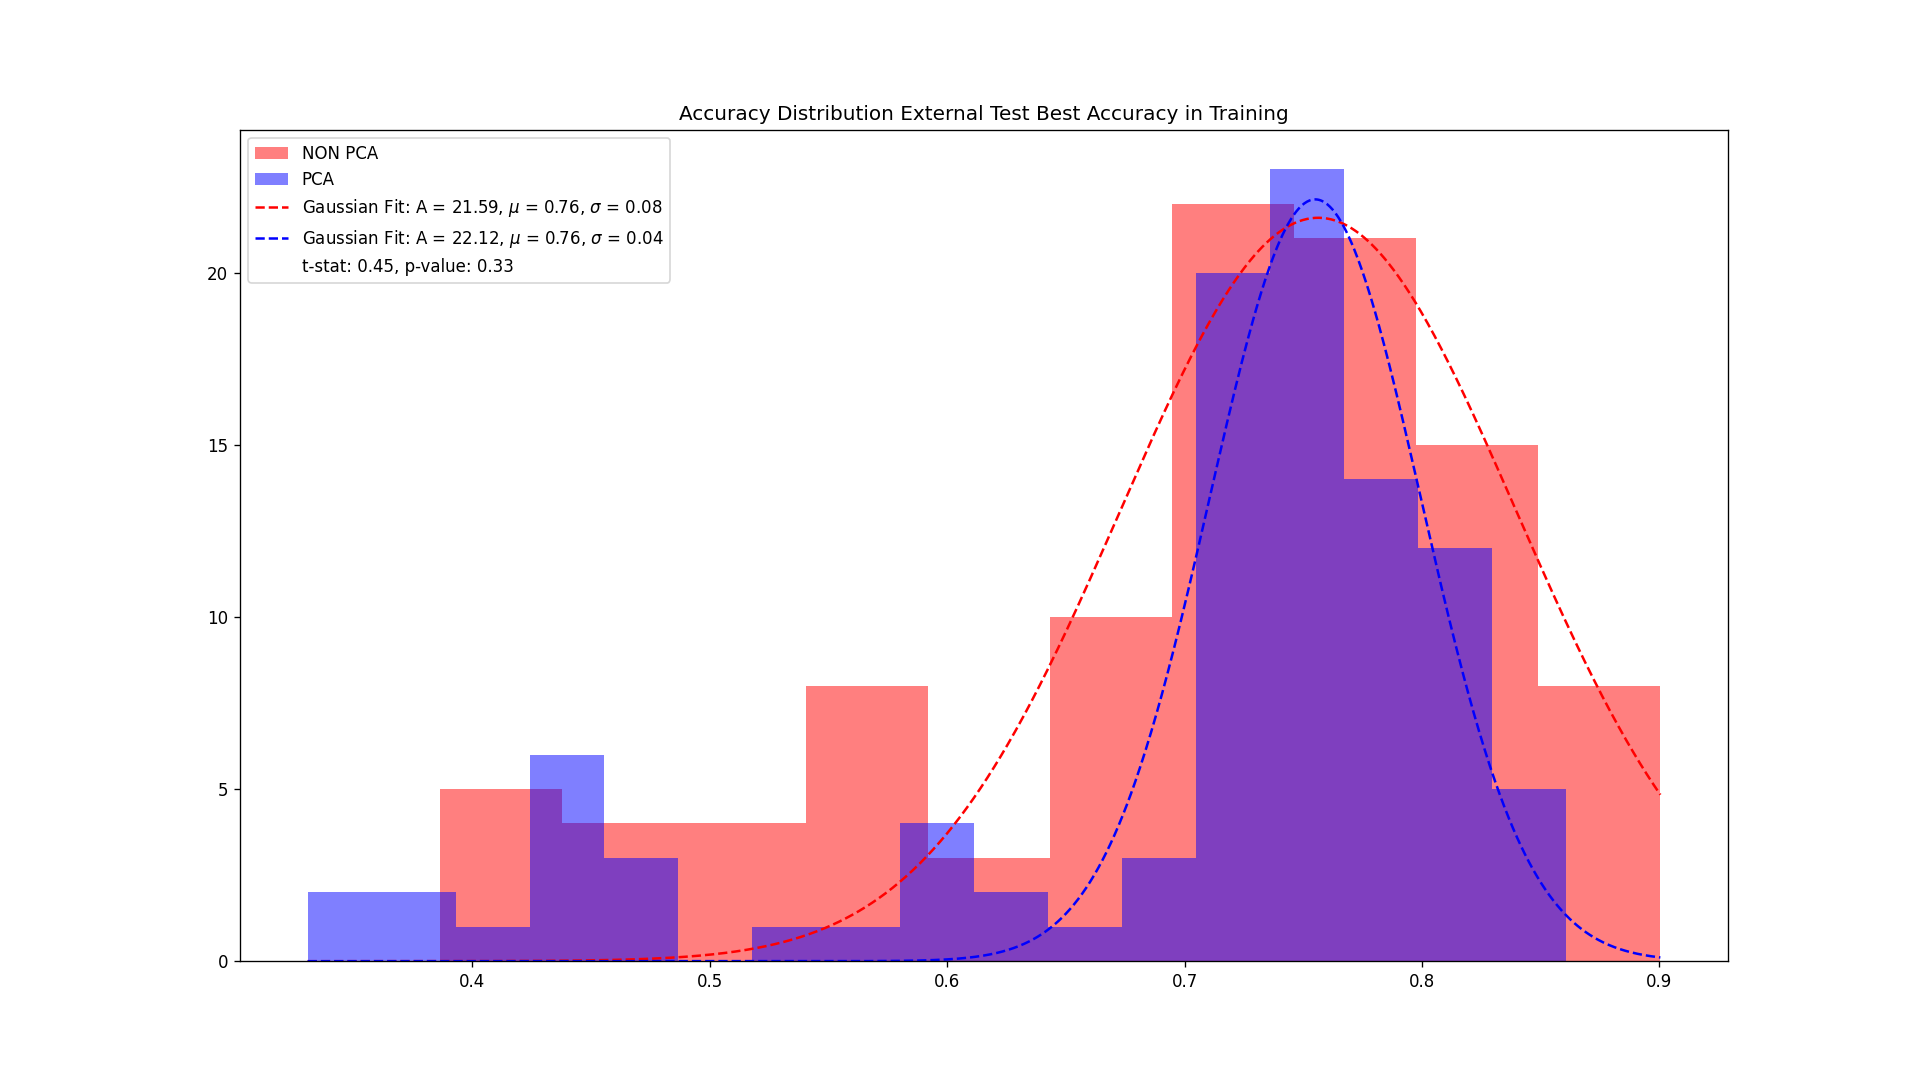 Accuracy Distribution External Test Best Accuracy in Training
NON PCA
PCA
Gaussian Fit: A = 21.59, μ = 0.76, σ = 0.08
Gaussian Fit: A = 22.12, μ = 0.76, σ = 0.04
t-stat: 0.45, p-value: 0.33
20
15
10
5
0
0.4 0.5 0.6 0.7 0.8 0.9